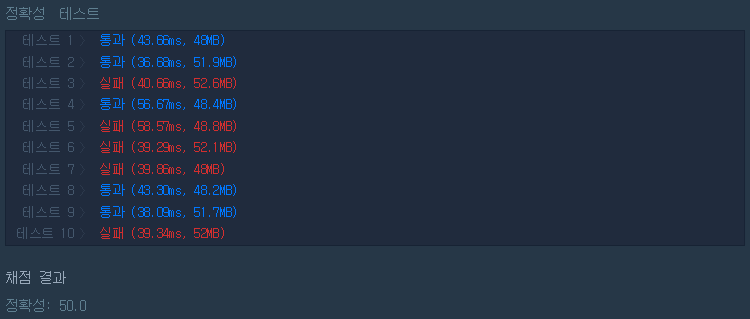 정확성 테스트
테스트 1 > 통과 (43.66ms, 48MB)
테스트 2 > 통과 (36.68ms, 51.9MB)
테스트 3 > 실패 (40.66ms, 52.6MB)
테스트 4 > 통과 (56.67ms, 48.4MB)
테스트 5 > 실패 (58.57ms, 48.8MB)
테스트 6 > 실패 (39.29ms, 52.1MB)
테스트 7 > 실패 (39.86ms, 48MB)
테스트 8 > 통과 (43.30ms, 48.2MB)
테스트 9 > 통과 (38.09ms, 51.7MB)
테스트 10 > 실패 (39.34ms, 52MB)
채점 결과
정확성: 50.0